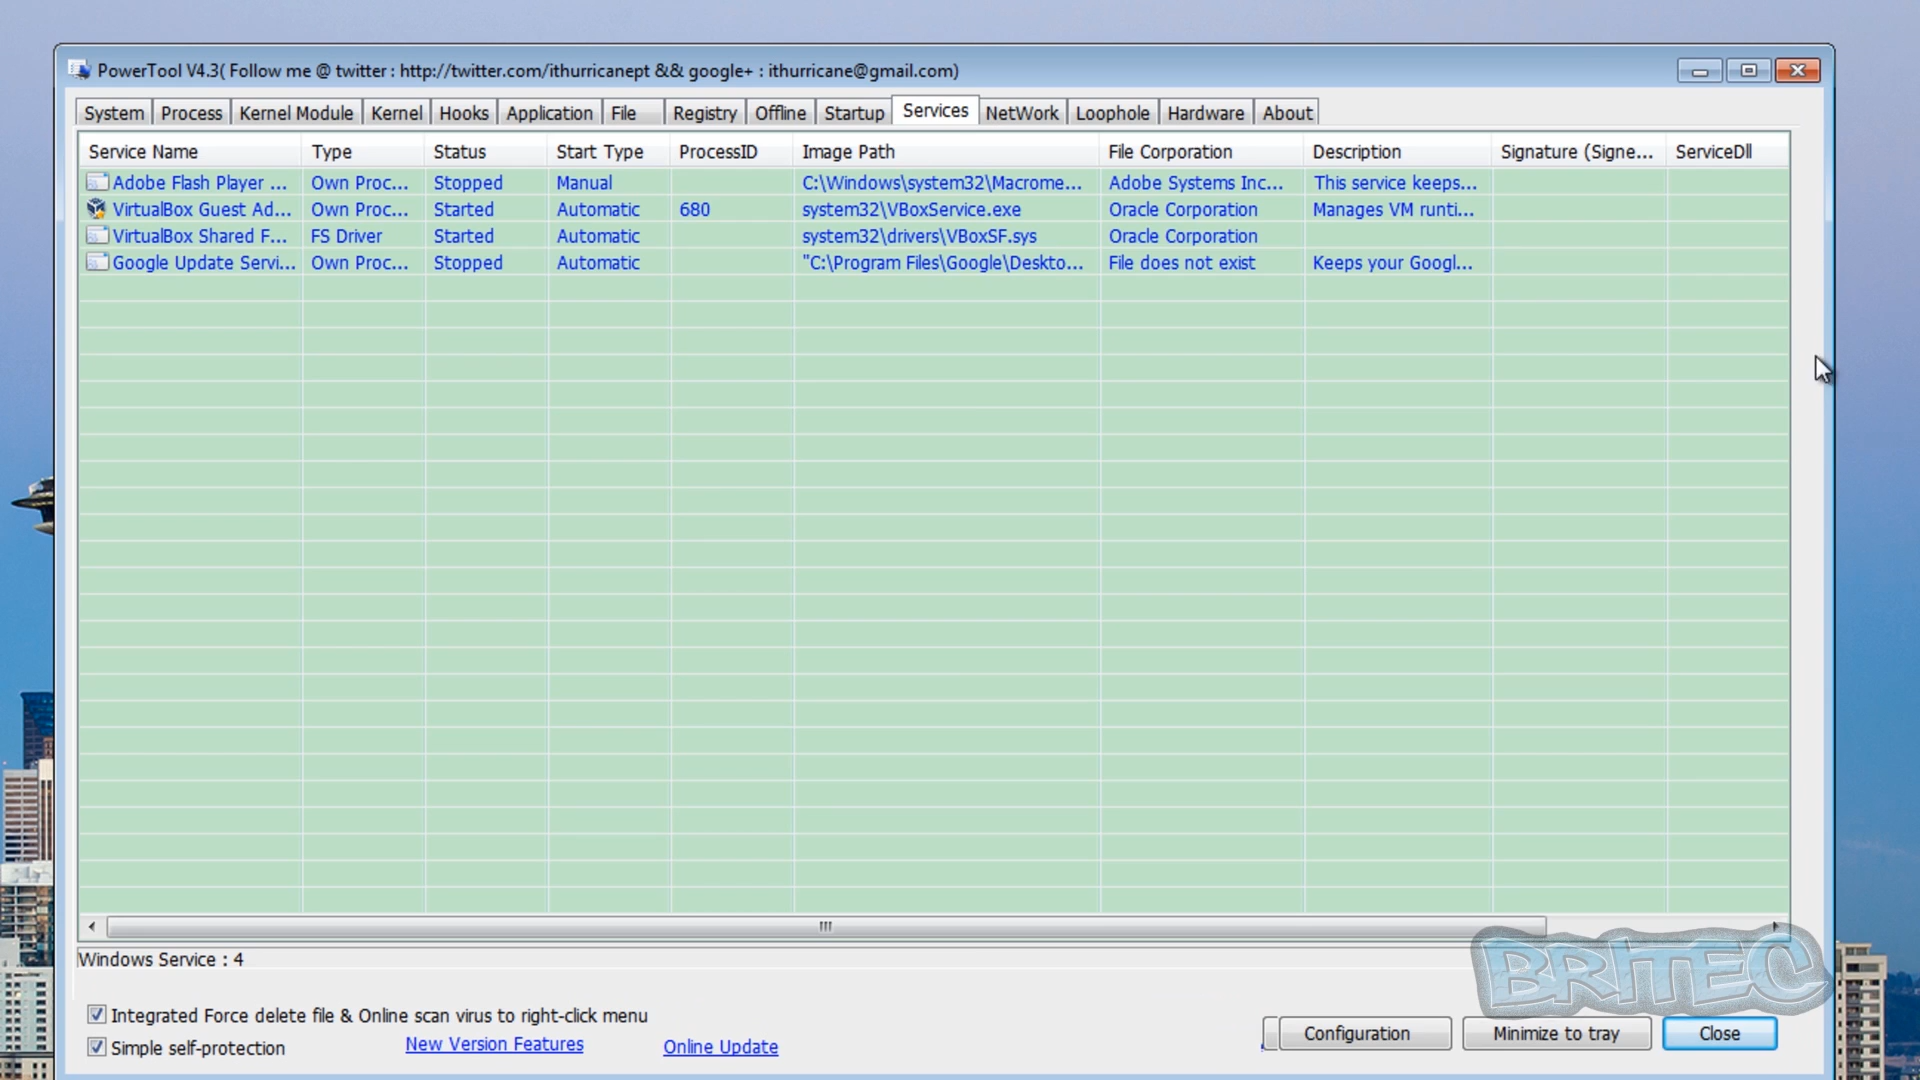 PowerTool V4.3( Follow me @ twitter : http://twitter.com/ithurricanept && google+ : ithurricane@gmail.com)
System Process Kernel Module Kernel Hooks Application File Registry Offline Startup Services NetWork Loophole Hardware About
Service Name Type Status Start Type ProcessID Image Path File Corporation Description Signature (Signe... ServiceDll
Adobe Flash Player ... Own Proc... Stopped Manual C:\Windows\system32\Macrome... Adobe Systems Inc... This service keeps...
VirtualBox Guest Ad... Own Proc... Started Automatic 680 system32\VBoxService.exe Oracle Corporation Manages VM runti...
VirtualBox Shared F... FS Driver Started Automatic system32\drivers\VBoxSF.sys Oracle Corporation
Google Update Servi... Own Proc... Stopped Automatic "C:\Program Files\Google\Deskto... File does not exist Keeps your Googl...
Windows Service : 4
BRITEC
Integrated Force delete file & Online scan virus to right-click menu
Simple self-protection New Version Features Online Update Configuration Minimize to tray Close